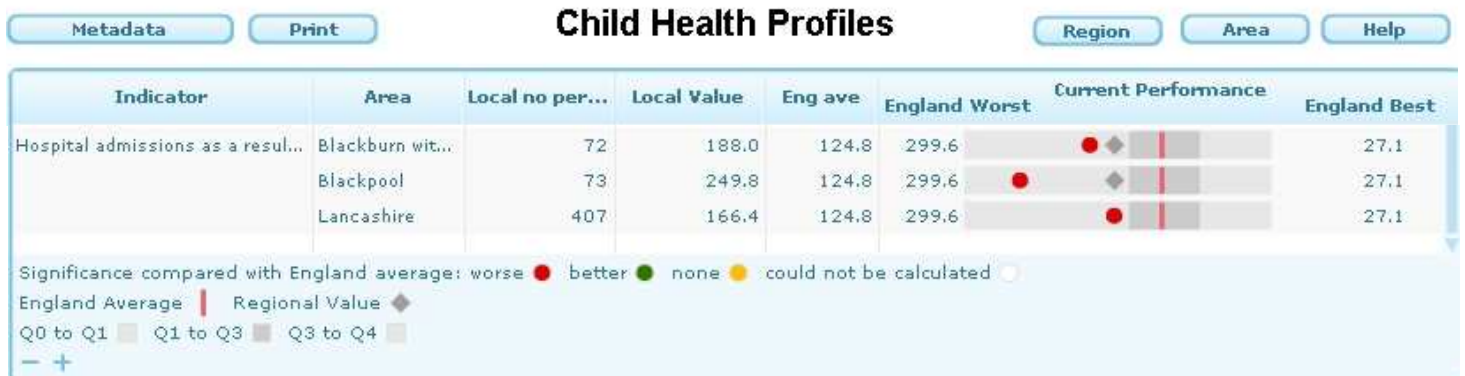 Metadata Print Child Health Profiles Region Area Help
Indicator Area Local no per... Local Value Eng ave England Worst Current Performance England Best
Hospital admissions as a resul... Blackburn wit... 72 188.0 124.8 299.6 27.1
Blackpool 73 249.8 124.8 299.6 27.1
Lancashire 407 166.4 124.8 299.6 27.1
Significance compared with England average: worse better none could not be calculated
England Average Regional Value
Q0 to Q1 Q1 to Q3 Q3 to Q4
− +